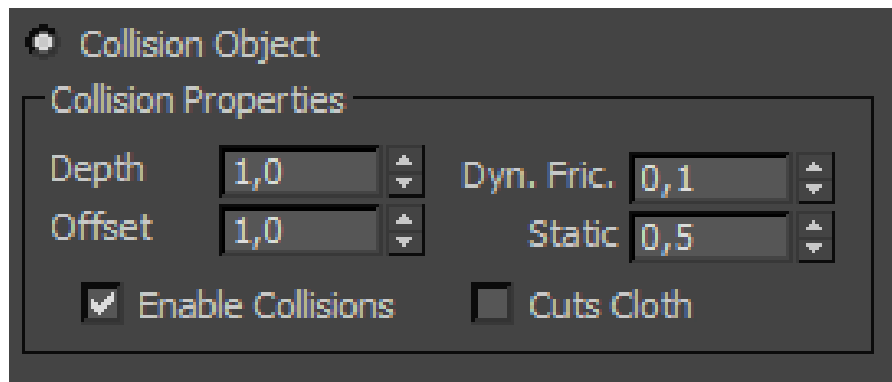 Collision Object
Collision Properties
Depth 1,0 Dyn. Fric. 0,1
Offset 1,0 Static 0,5
Enable Collisions Cuts Cloth